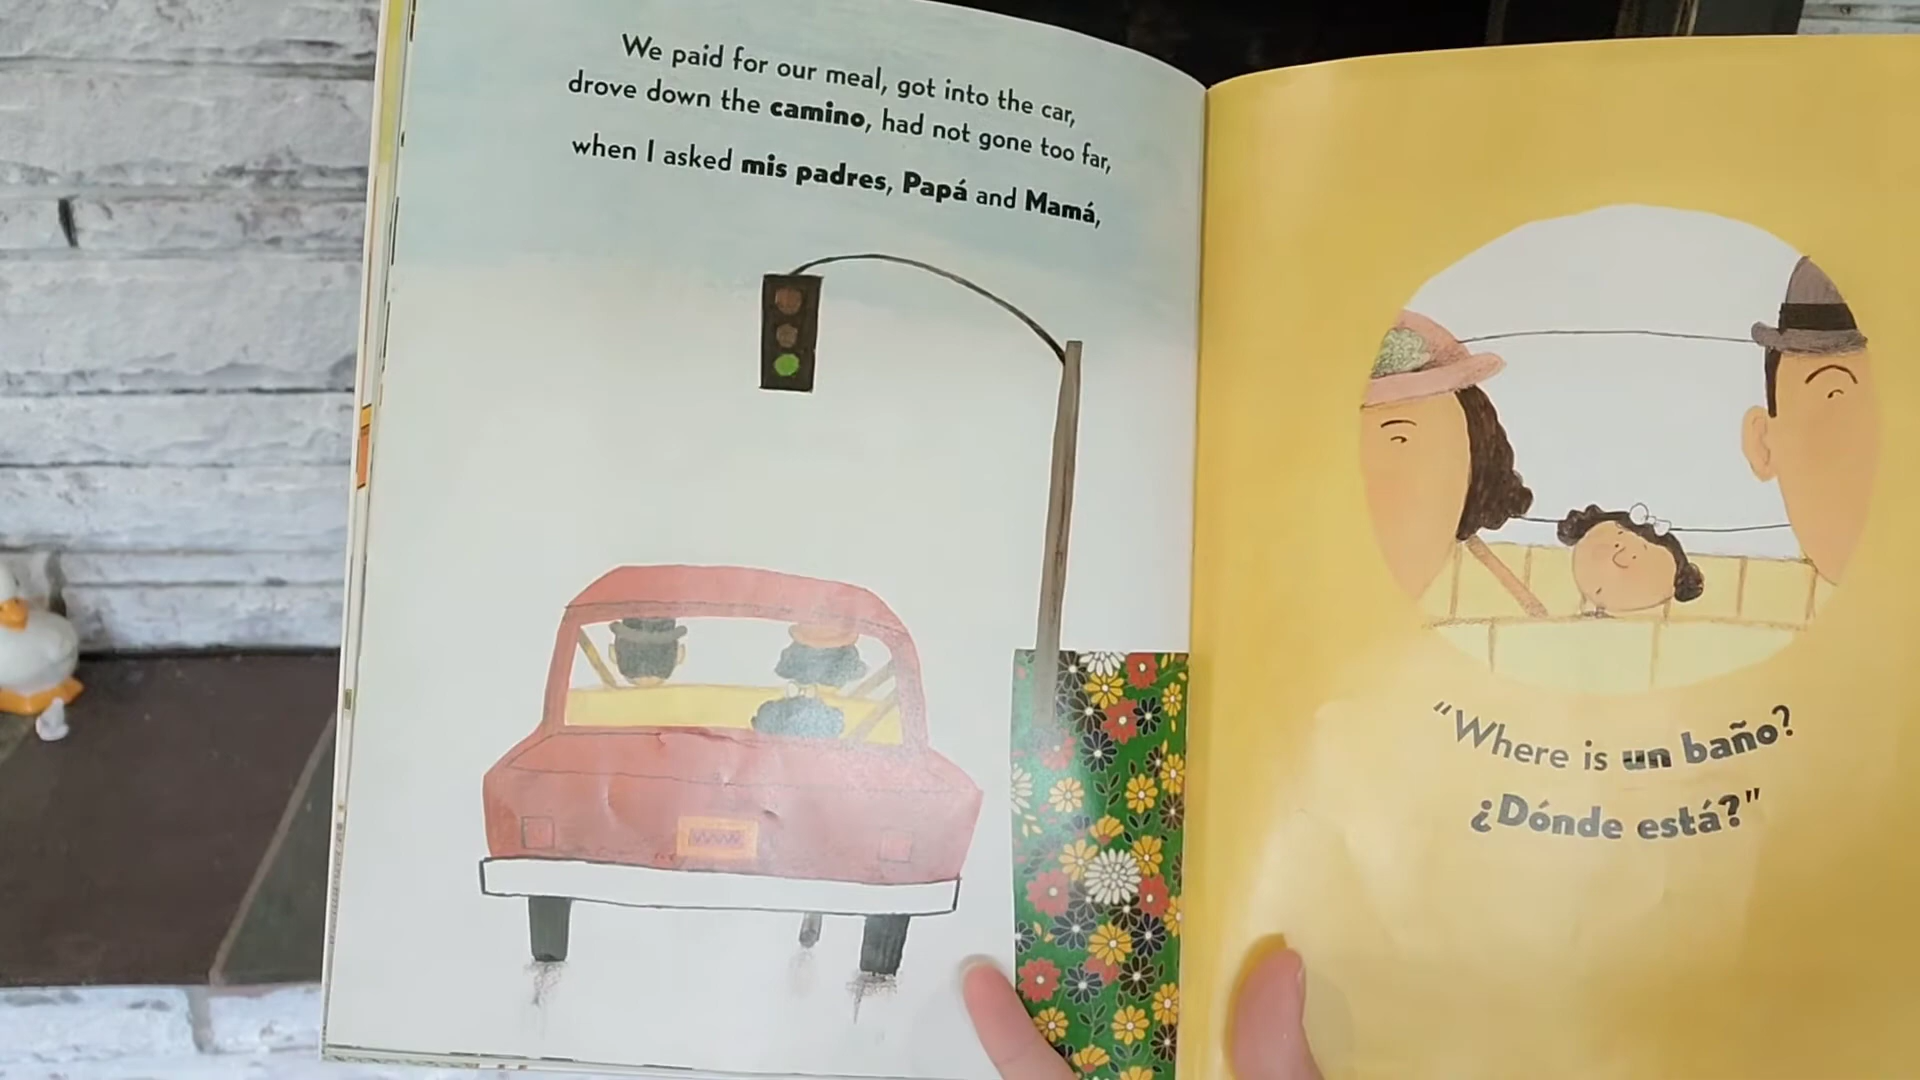 We paid for our meal, got into the car,
drove down the camino, had not gone too far,
when I asked mis padres, Papá and Mamá,
“Where is un baño?
¿Dónde está?”